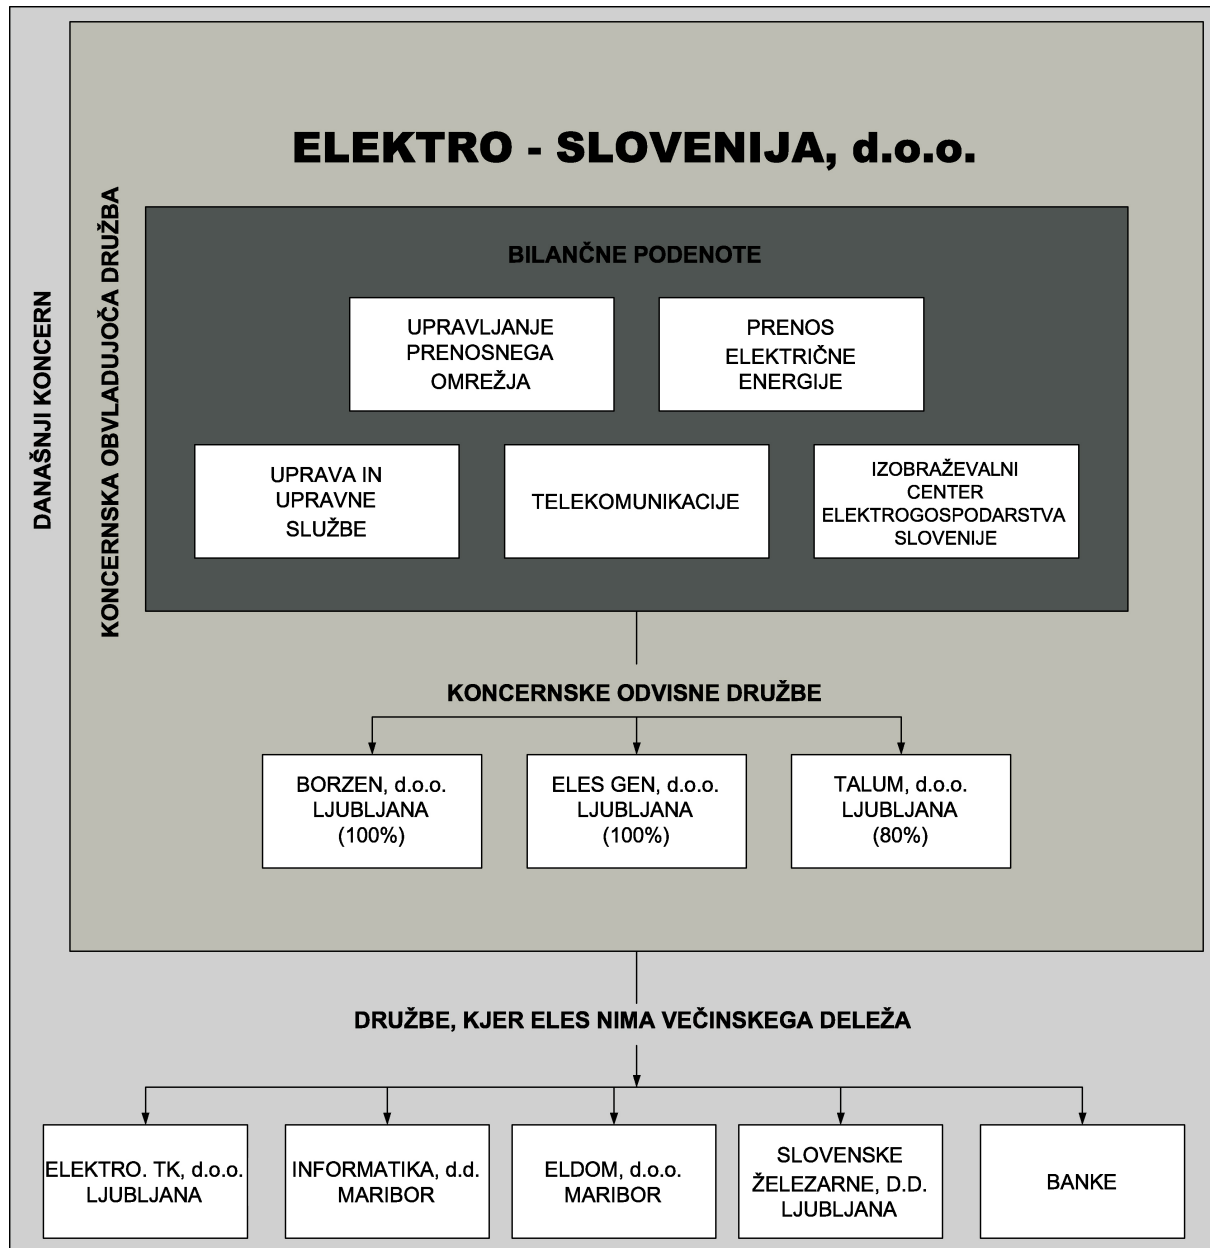 ELEKTRO - SLOVENIJA, d.o.o.
DANAŠNJI KONCERN
KONCERNSKA OBVLADUJOČA DRUŽBA
BILANČNE PODENOTE
UPRAVLJANJE
PRENOSNEGA
OMREŽJA
PRENOS
ELEKTRIČNE
ENERGIJE
UPRAVA IN
UPRAVNE
SLUŽBE
TELEKOMUNIKACIJE
IZOBRAŽEVALNI
CENTER
ELEKTROGOSPODARSTVA
SLOVENIJE
KONCERNSKE ODVISNE DRUŽBE
BORZEN, d.o.o.
LJUBLJANA
(100%)
ELES GEN, d.o.o.
LJUBLJANA
(100%)
TALUM, d.o.o.
LJUBLJANA
(80%)
DRUŽBE, KJER ELES NIMA VEČINSKEGA DELEŽA
ELEKTRO. TK, d.o.o.
LJUBLJANA
INFORMATIKA, d.d.
MARIBOR
ELDOM, d.o.o.
MARIBOR
SLOVENSKE
ŽELEZARNE, D.D.
LJUBLJANA
BANKE